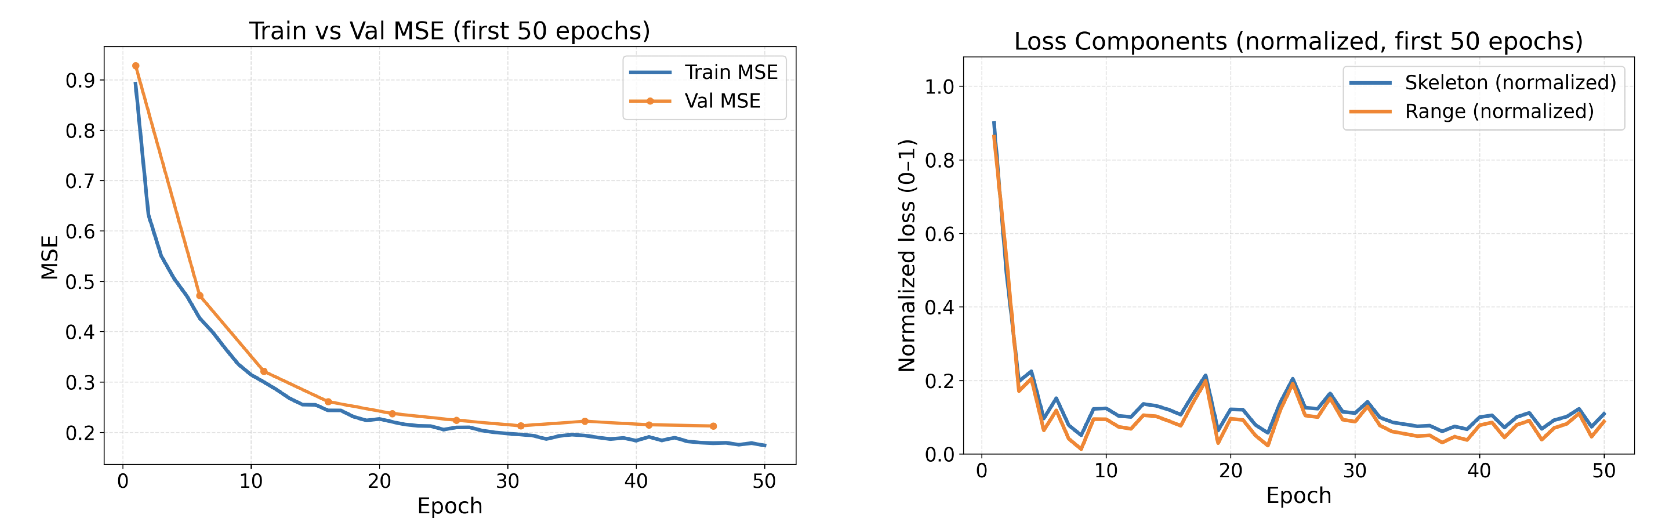 Train vs Val MSE (first 50 epochs)
Train MSE
Val MSE
0.9
0.8
0.7
0.6
0.5
0.4
0.3
0.2
MSE
0 10 20 30 40 50
Epoch
Loss Components (normalized, first 50 epochs)
Skeleton (normalized)
Range (normalized)
1.0
0.8
0.6
0.4
0.2
0.0
Normalized loss (0–1)
0 10 20 30 40 50
Epoch